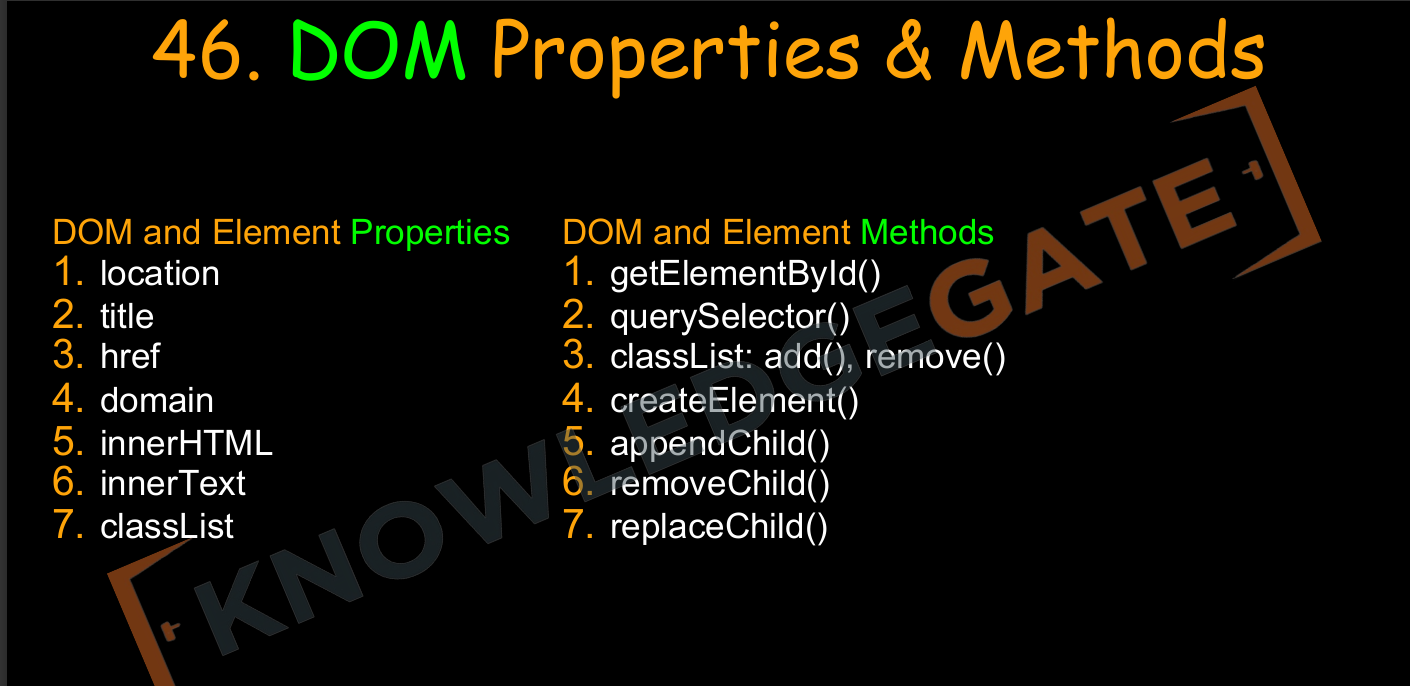 46. DOM Properties & Methods
DOM and Element Properties
1. location
2. title
3. href
4. domain
5. innerHTML
6. innerText
7. classList
DOM and Element Methods
1. getElementById()
2. querySelector()
3. classList: add(), remove()
4. createElement()
5. appendChild()
6. removeChild()
7. replaceChild()
KNOWLEDGEGATE